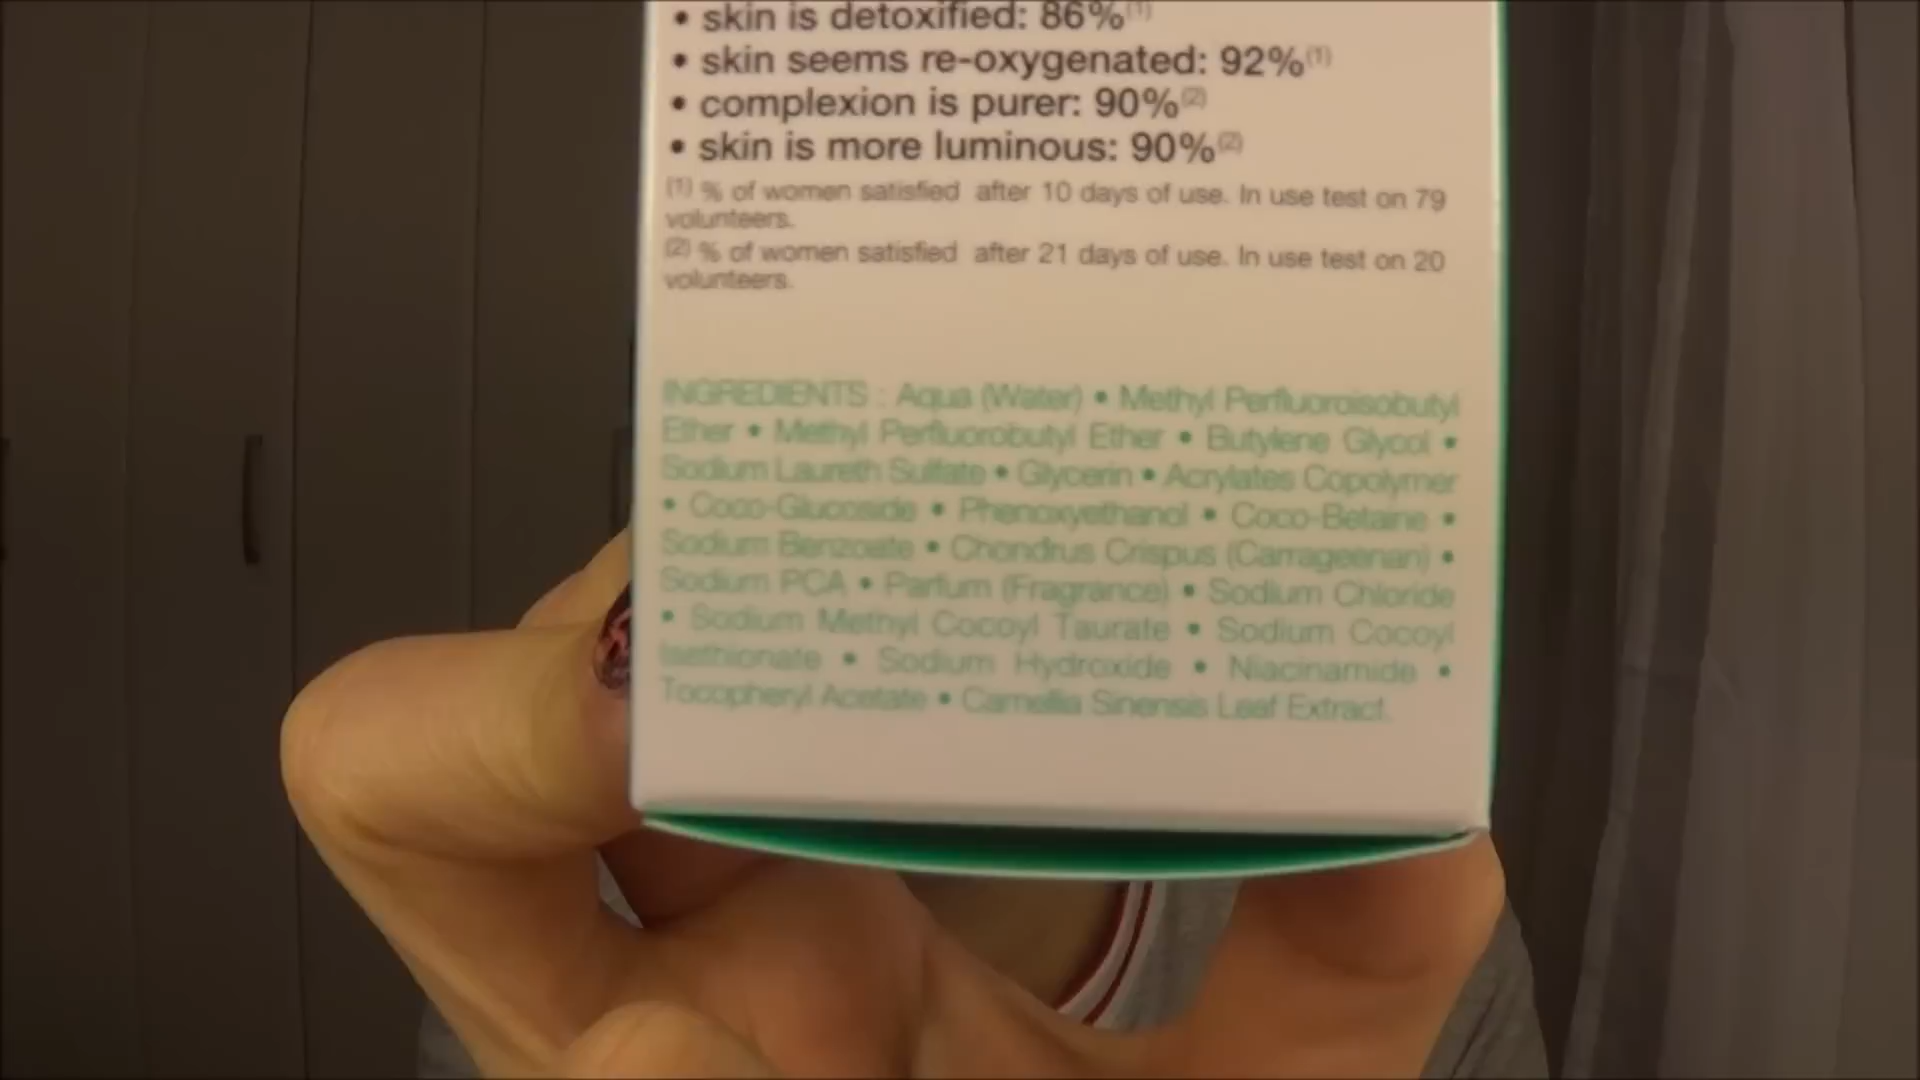 • skin is detoxified: 86%(1)
• skin seems re-oxygenated: 92%(1)
• complexion is purer: 90%(2)
• skin is more luminous: 90%(2)
(1) % of women satisfied after 10 days of use. In use test on 79
volunteers.
(2) % of women satisfied after 21 days of use. In use test on 20
volunteers.
INGREDIENTS : Aqua (Water) • Methyl Perfluoroisobutyl
Ether • Methyl Perfluorobutyl Ether • Butylene Glycol •
Sodium Laureth Sulfate • Glycerin • Acrylates Copolymer
• Coco-Glucoside • Phenoxyethanol • Coco-Betaine •
Sodium Benzoate • Chondrus Crispus (Carrageenan) •
Sodium PCA • Parfum (Fragrance) • Sodium Chloride
• Sodium Methyl Cocoyl Taurate • Sodium Cocoyl
Isethionate • Sodium Hydroxide • Niacinamide •
Tocopheryl Acetate • Camellia Sinensis Leaf Extract.